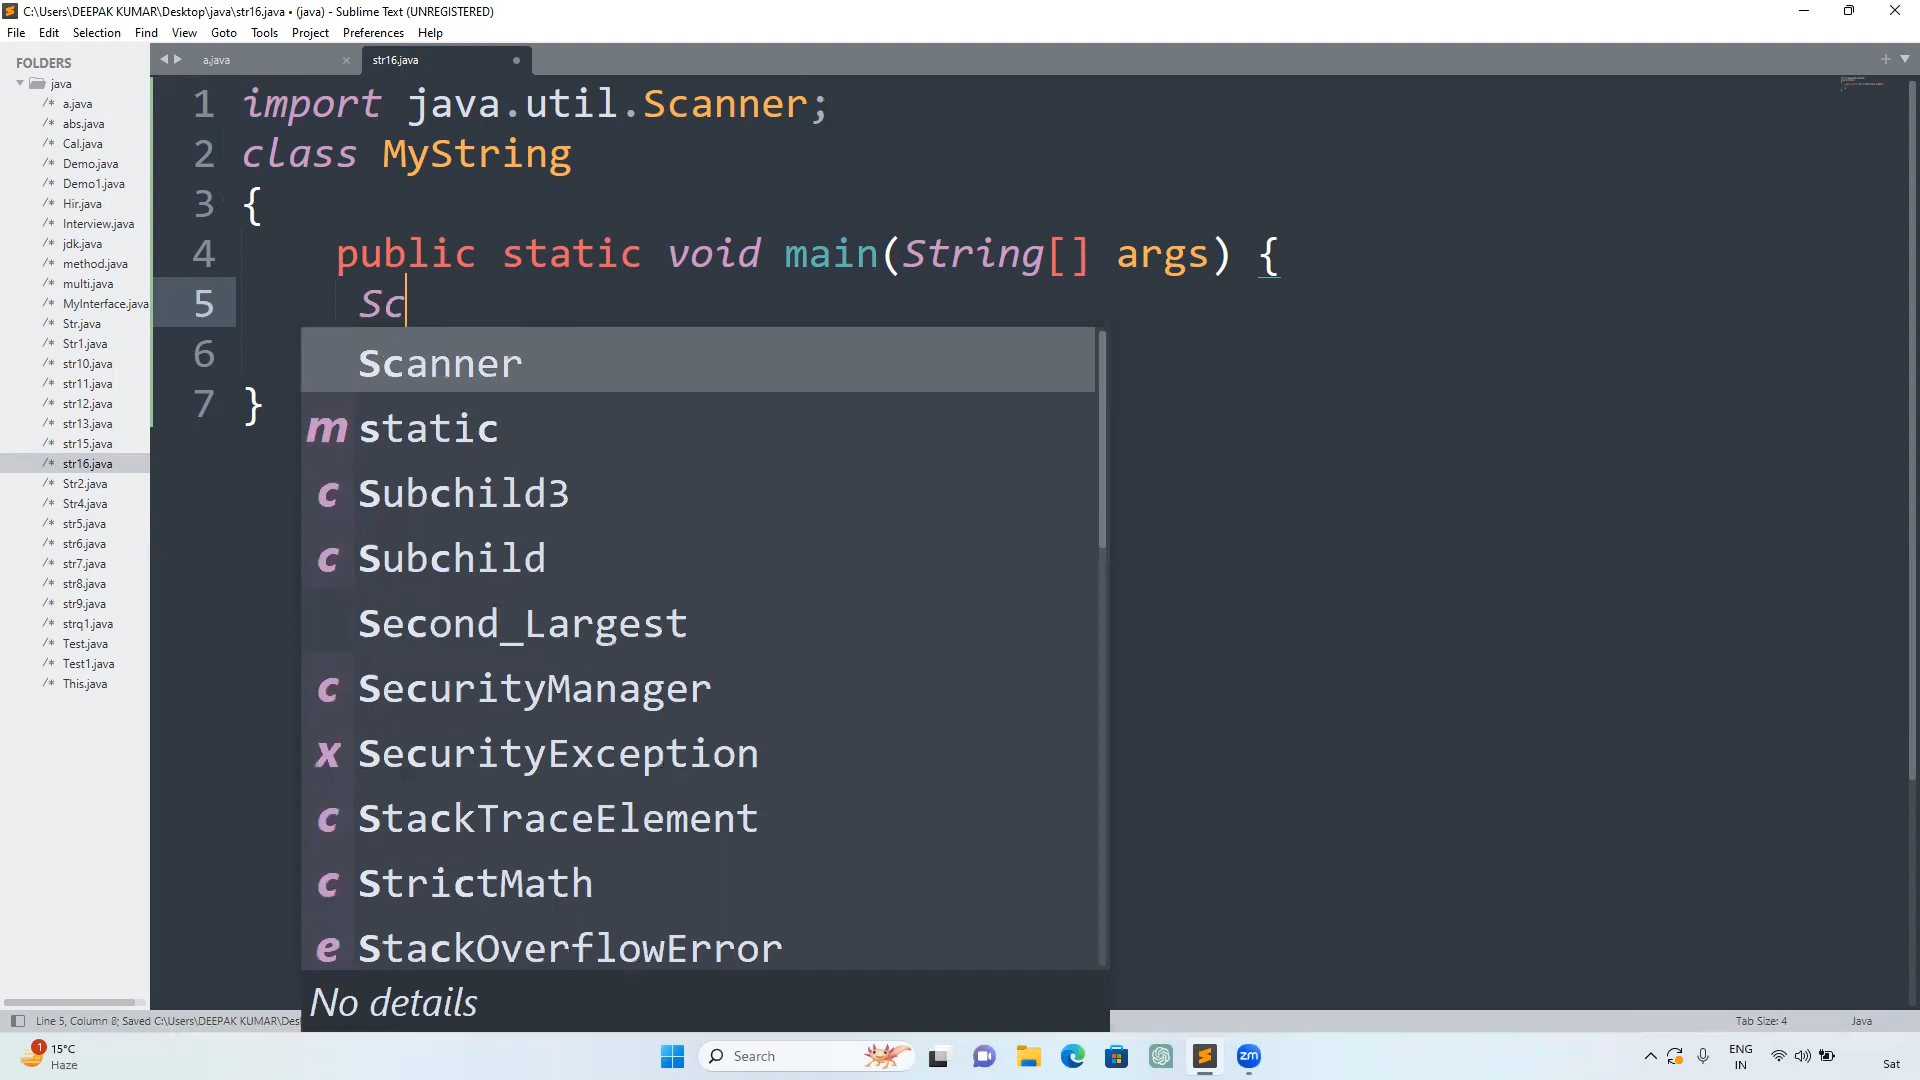 C:\Users\DEEPAK KUMAR\Desktop\java\str16.java • (java) - Sublime Text (UNREGISTERED)
File Edit Selection Find View Goto Tools Project Preferences Help
FOLDERS
java
/* a.java
/* abs.java
/* Cal.java
/* Demo.java
/* Demo1.java
/* Hir.java
/* Interview.java
/* jdk.java
/* method.java
/* multi.java
/* MyInterface.java
/* Str.java
/* Str1.java
/* str10.java
/* str11.java
/* str12.java
/* str13.java
/* str15.java
/* str16.java
/* Str2.java
/* Str4.java
/* str5.java
/* str6.java
/* str7.java
/* str8.java
/* str9.java
/* strq1.java
/* Test.java
/* Test1.java
/* This.java
a.java
str16.java
1 import java.util.Scanner;
2 class MyString
3 {
4 public static void main(String[] args) {
5 Sc
6
7 }
Scanner
m static
c Subchild3
c Subchild
Second_Largest
c SecurityManager
x SecurityException
c StackTraceElement
c StrictMath
e StackOverflowError
No details
Line 5, Column 8; Saved C:\Users\DEEPAK KUMAR\Des
Tab Size: 4
Java
1
15°C
Haze
Search
zm
ENG
IN
Sat